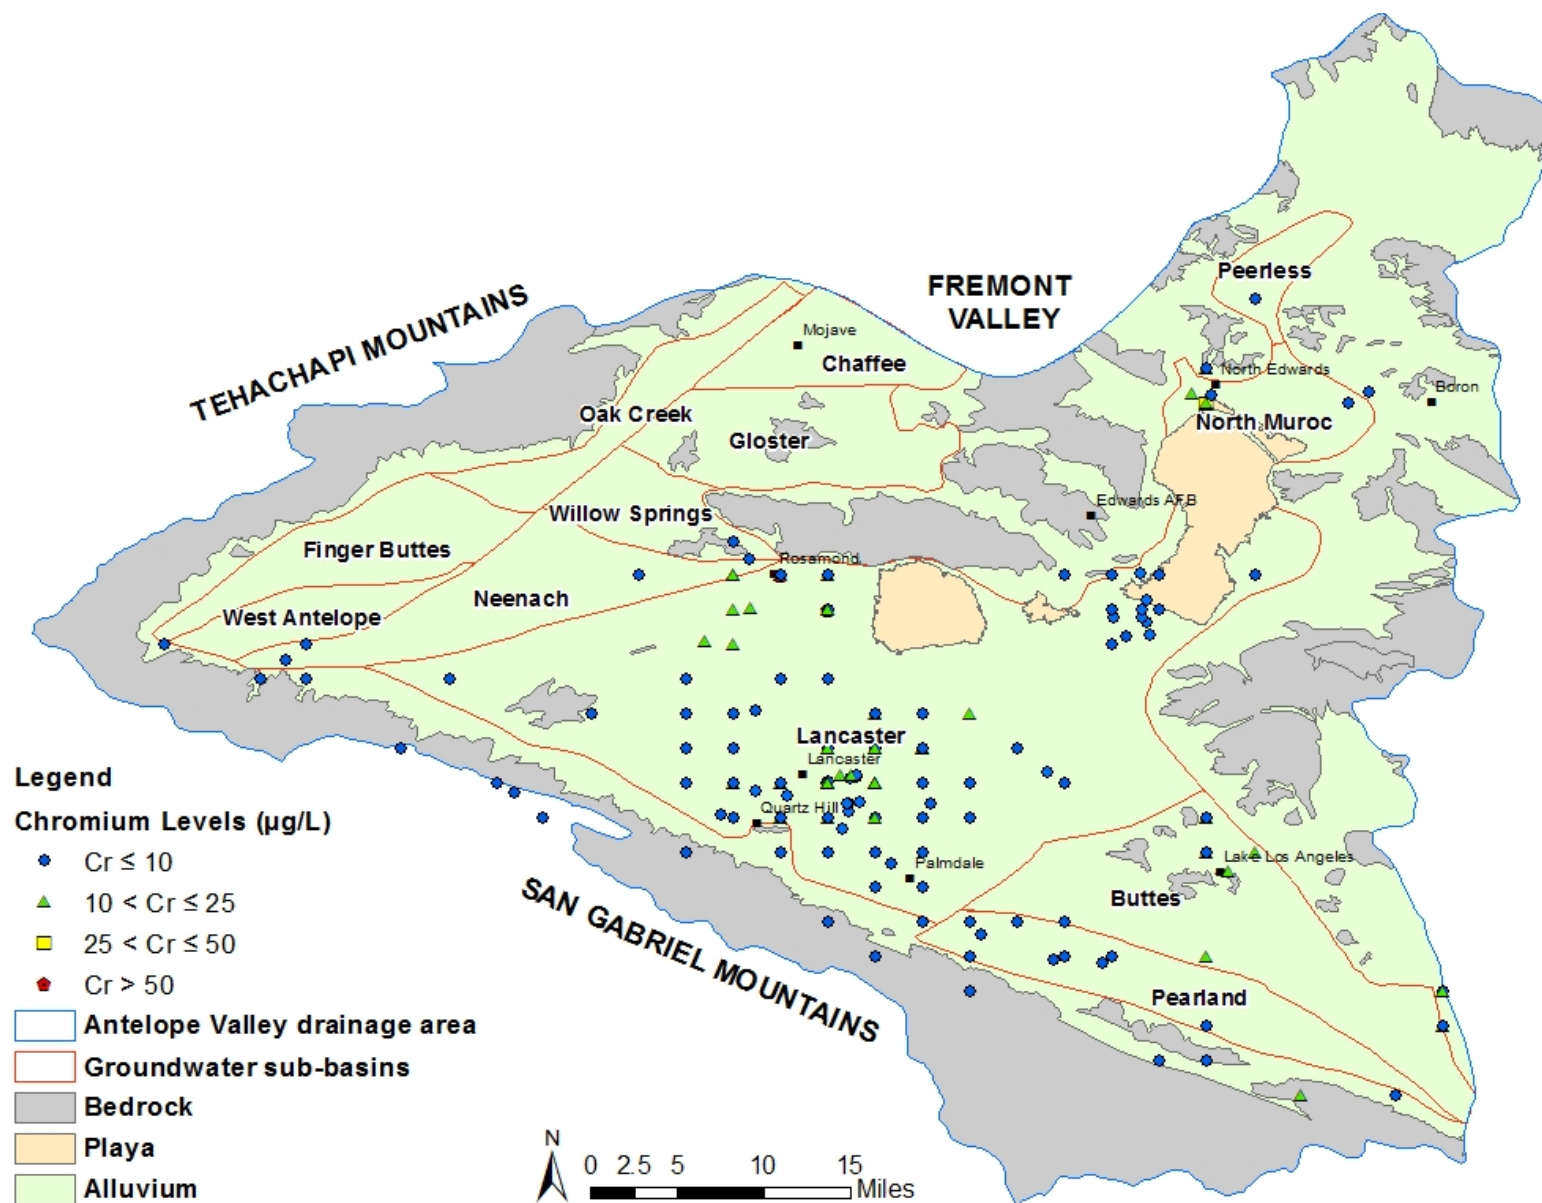 FREMONT
VALLEY
Peerless
TEHACHAPI MOUNTAINS
Mojave
Chaffee
North Edwards
Boron
Oak Creek
North Muroc
Gloster
Edwards AFB
Willow Springs
Finger Buttes
Rosamond
Neenach
West Antelope
Lancaster
Lancaster
Quartz Hill
Palmdale
Lake Los Angeles
Buttes
SAN GABRIEL MOUNTAINS
Pearland
Legend
Chromium Levels (µg/L)
Cr ≤ 10
10 < Cr ≤ 25
25 < Cr ≤ 50
Cr > 50
Antelope Valley drainage area
Groundwater sub-basins
Bedrock
Playa
Alluvium
N
0 2.5 5 10 15
Miles